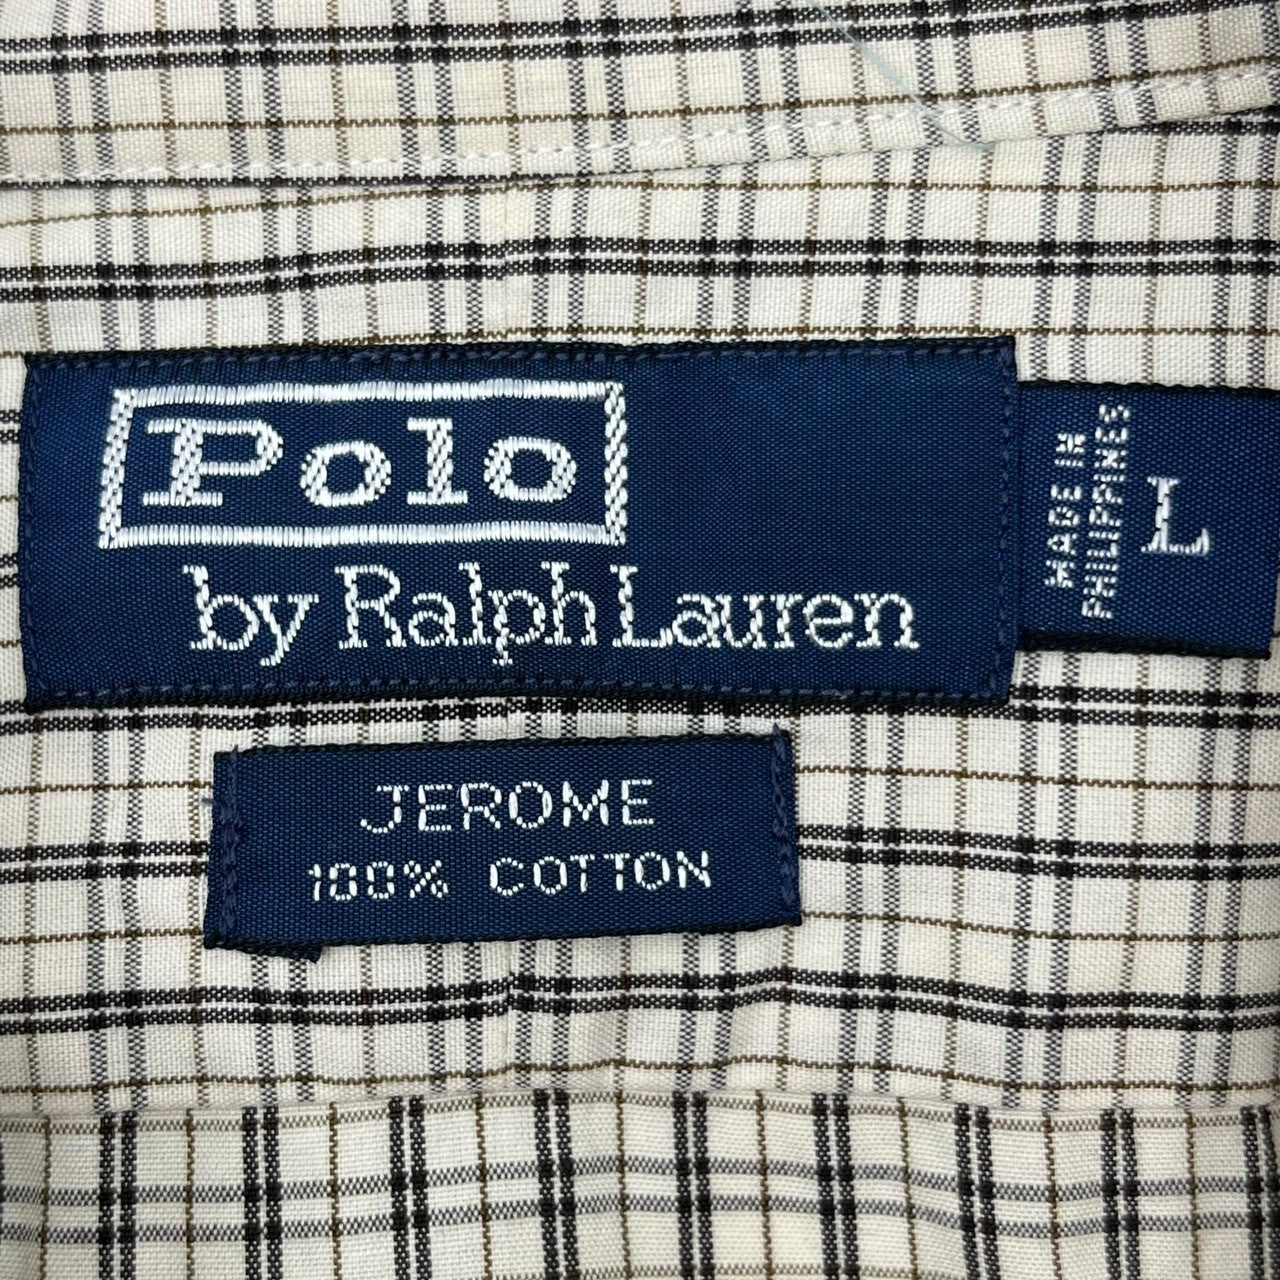 Polo
by Ralph Lauren
MADE IN
PHILIPPINES
L
JEROME
100% COTTON